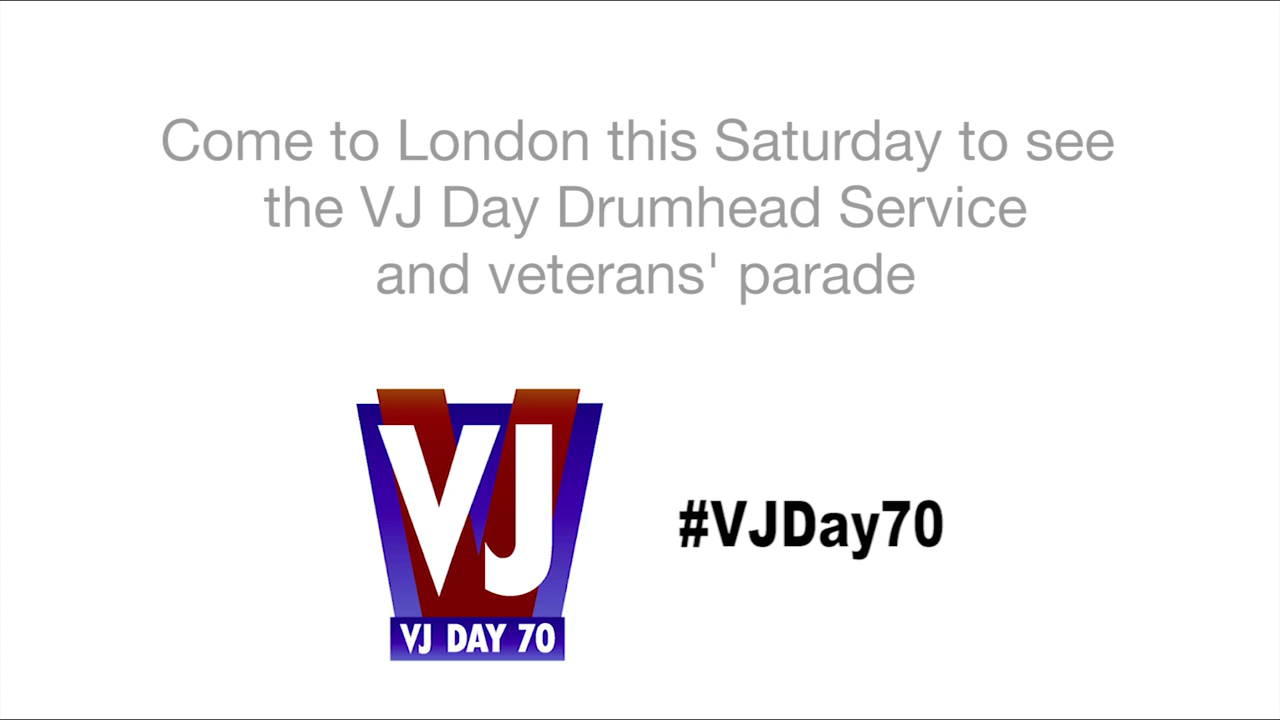 Come to London this Saturday to see
the VJ Day Drumhead Service
and veterans' parade
VJ
#VJDay70
VJ DAY 70